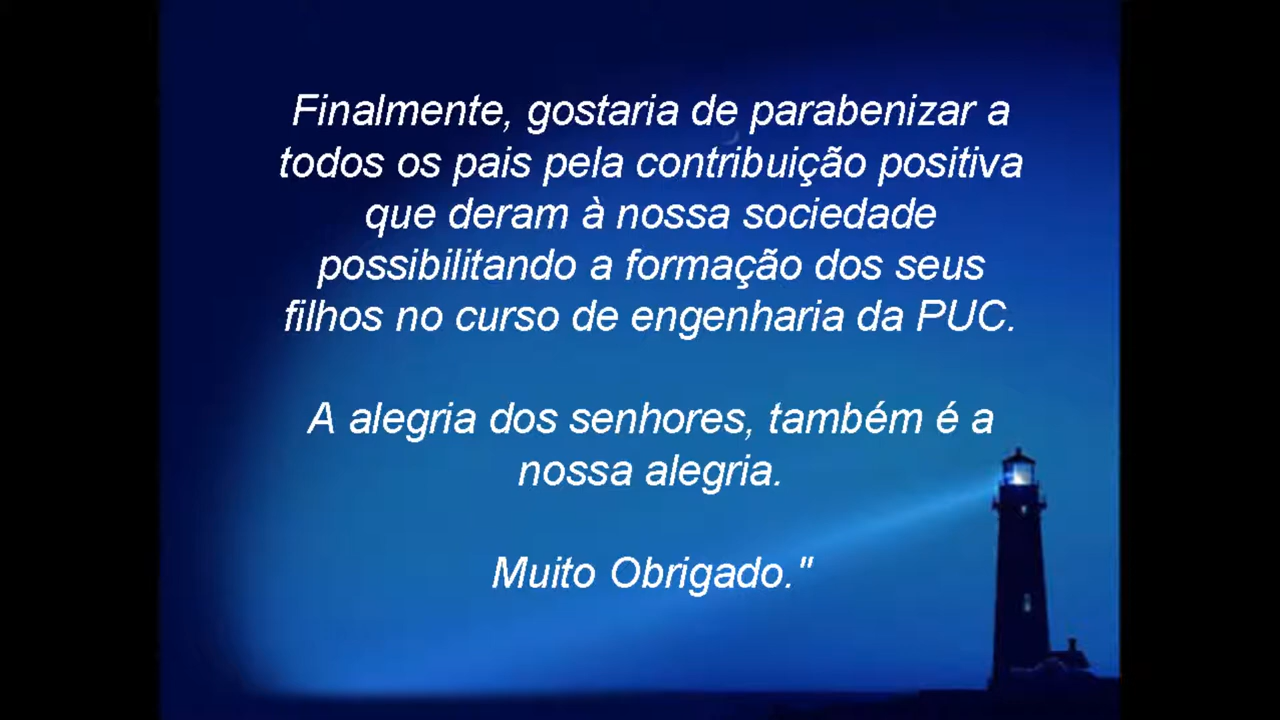 Finalmente, gostaria de parabenizar a
todos os pais pela contribuição positiva
que deram à nossa sociedade
possibilitando a formação dos seus
filhos no curso de engenharia da PUC.
A alegria dos senhores, também é a
nossa alegria.
Muito Obrigado."